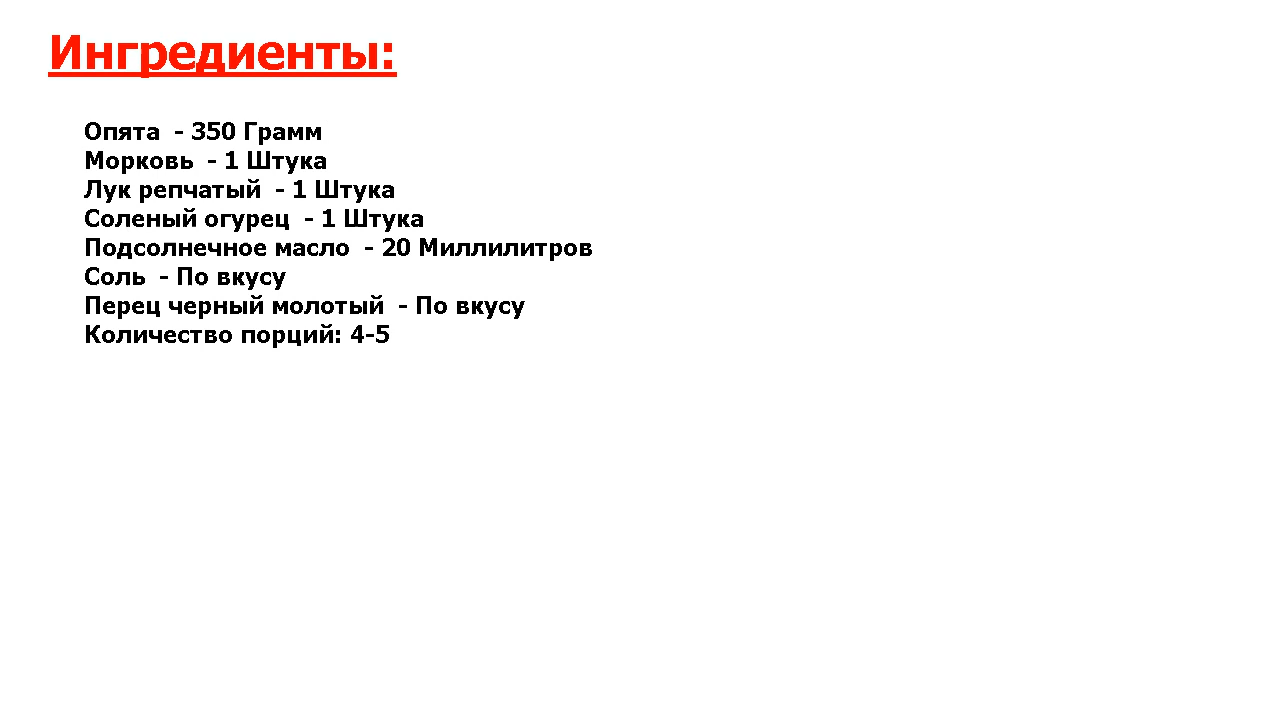 Ингредиенты:
Опята - 350 Грамм
Морковь - 1 Штука
Лук репчатый - 1 Штука
Соленый огурец - 1 Штука
Подсолнечное масло - 20 Миллилитров
Соль - По вкусу
Перец черный молотый - По вкусу
Количество порций: 4-5